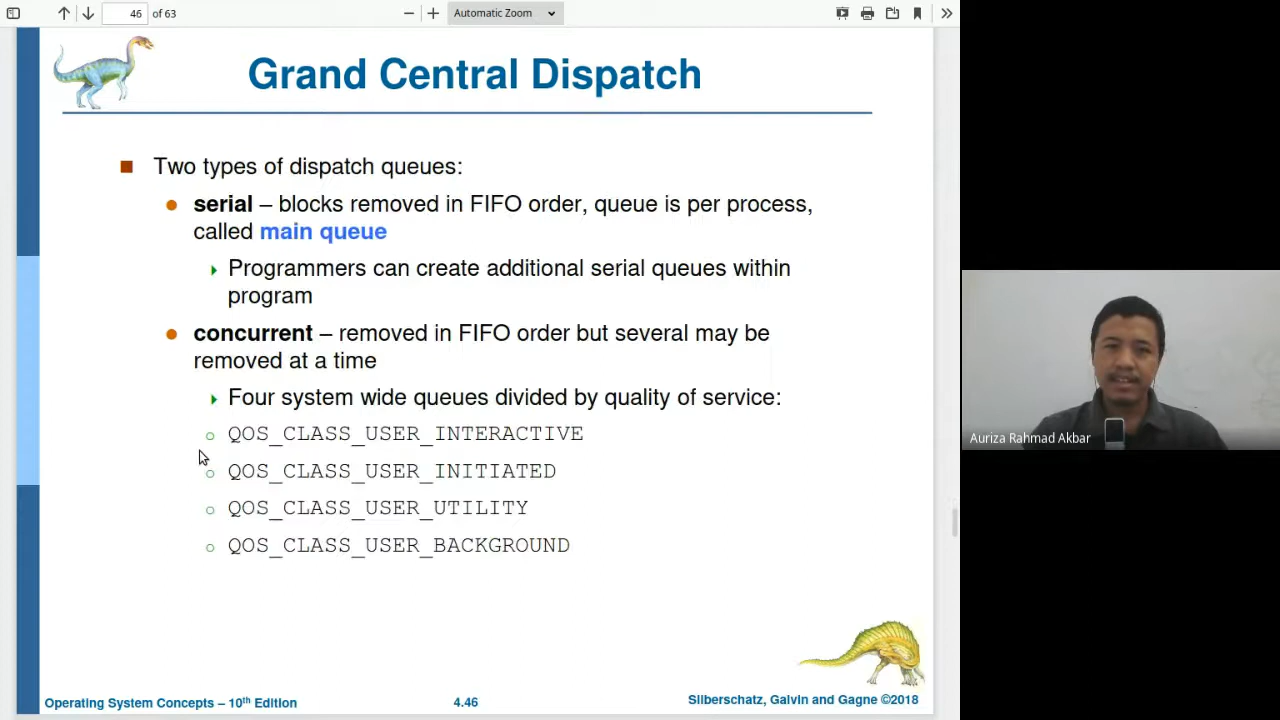 46 of 63
Automatic Zoom
Grand Central Dispatch
Two types of dispatch queues:
serial – blocks removed in FIFO order, queue is per process,
called main queue
Programmers can create additional serial queues within
program
concurrent – removed in FIFO order but several may be
removed at a time
Four system wide queues divided by quality of service:
QOS_CLASS_USER_INTERACTIVE
QOS_CLASS_USER_INITIATED
QOS_CLASS_USER_UTILITY
QOS_CLASS_USER_BACKGROUND
Auriza Rahmad Akbar
Operating System Concepts – 10th Edition
4.46
Silberschatz, Galvin and Gagne ©2018